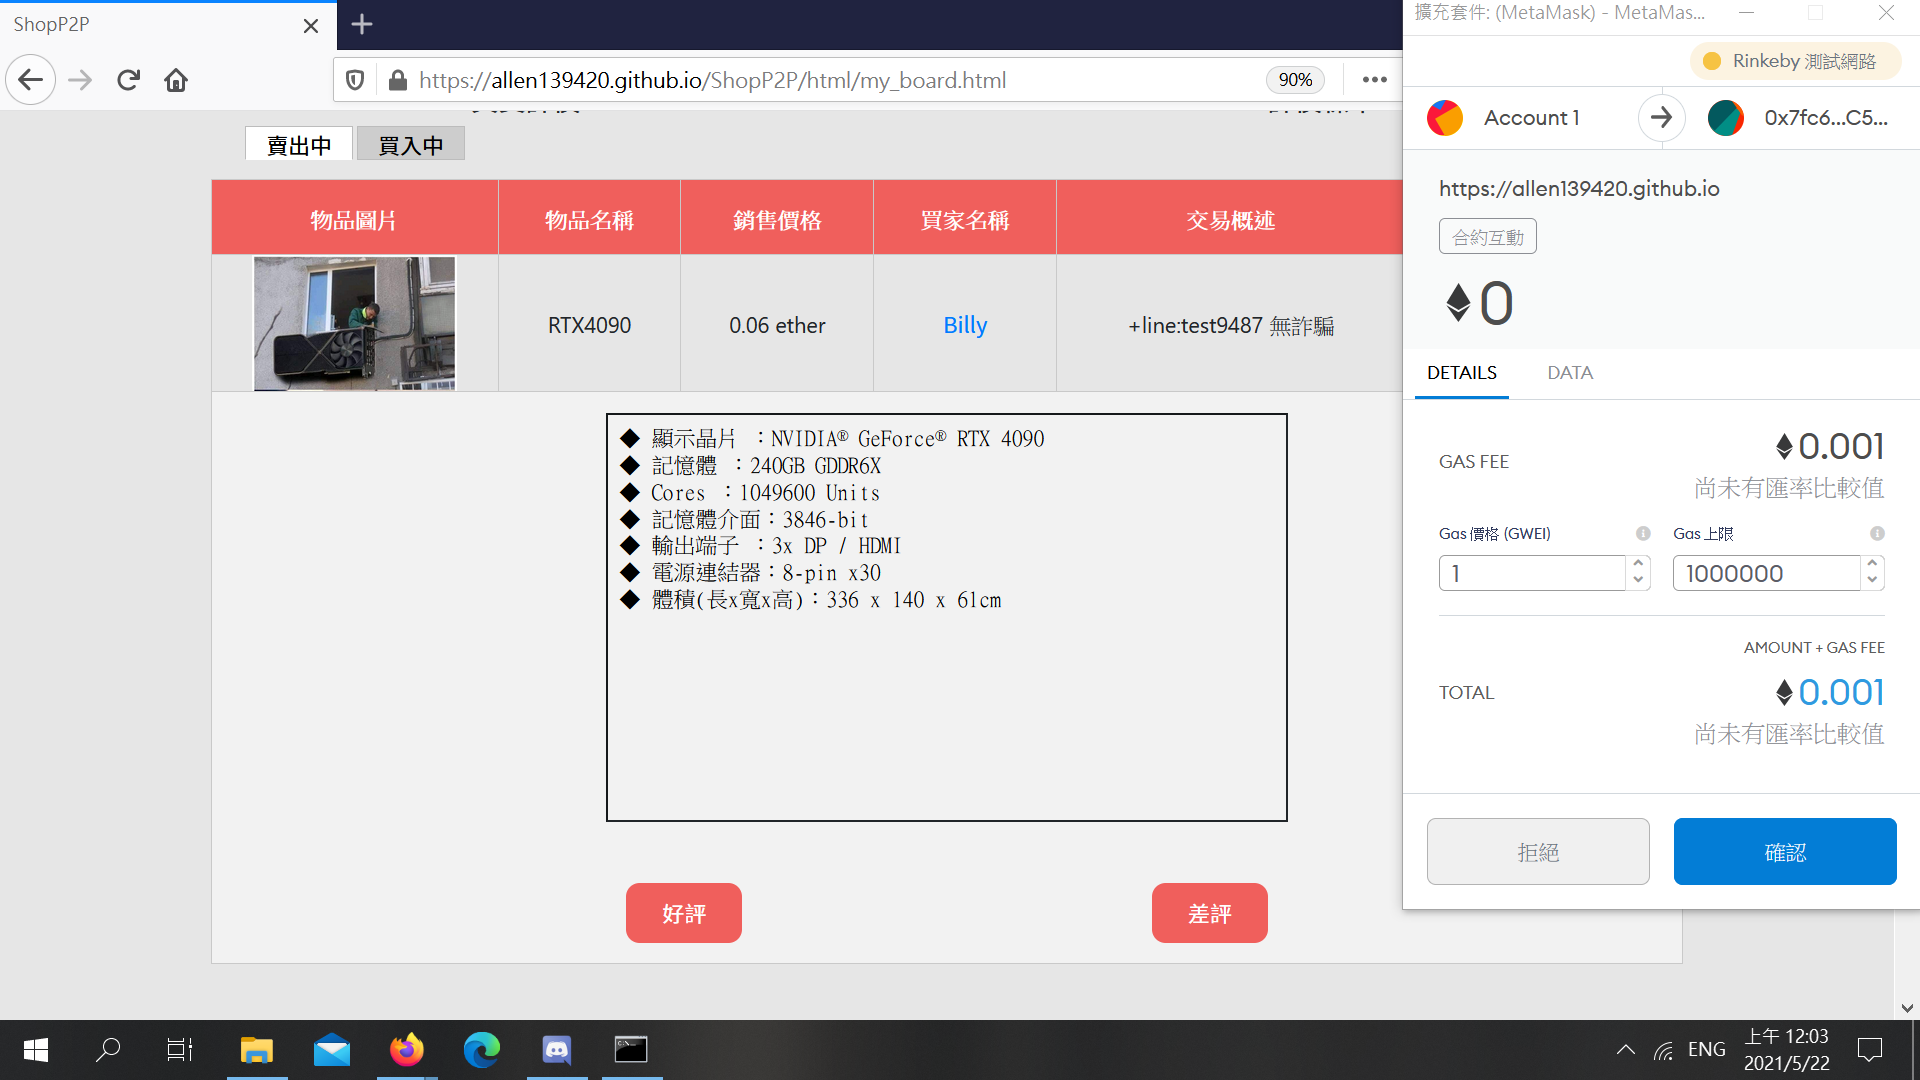 ShopP2P
https://allen139420.github.io/ShopP2P/html/my_board.html
90%
賣出中
買入中
物品圖片
物品名稱
銷售價格
買家名稱
交易概述
RTX4090
0.06 ether
Billy
+line:test9487 無詐騙
◆ 顯示晶片 :NVIDIA® GeForce® RTX 4090
◆ 記憶體 :240GB GDDR6X
◆ Cores :1049600 Units
◆ 記憶體介面:3846-bit
◆ 輸出端子 :3x DP / HDMI
◆ 電源連結器:8-pin x30
◆ 體積(長x寬x高):336 x 140 x 61cm
好評
差評
擴充套件: (MetaMask) - MetaMas...
Rinkeby 測試網路
Account 1
0x7fc6...C5...
https://allen139420.github.io
合約互動
0
DETAILS
DATA
GAS FEE
0.001
尚未有匯率比較值
Gas 價格 (GWEI)
Gas 上限
1
1000000
AMOUNT + GAS FEE
TOTAL
0.001
尚未有匯率比較值
拒絕
確認
ENG
上午 12:03
2021/5/22